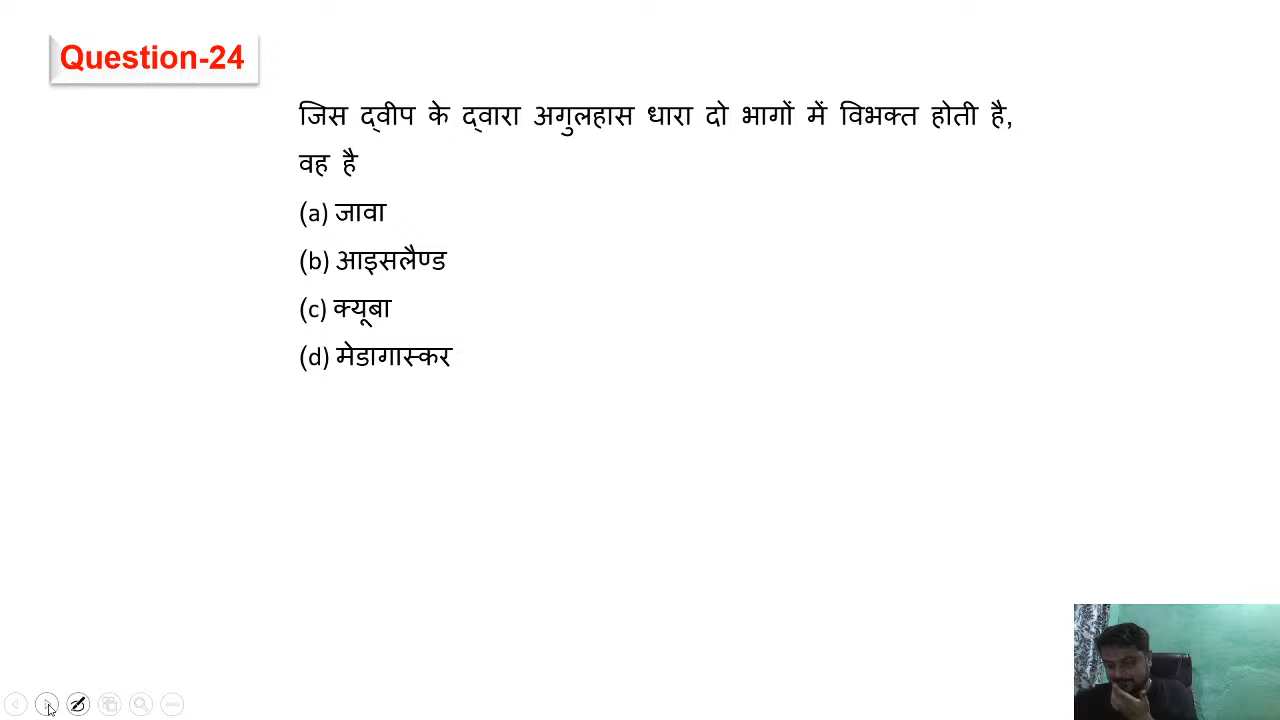 Question-24
जिस द्वीप के द्वारा अगुलहास धारा दो भागों में विभक्त होती है,
वह है
(a) जावा
(b) आइसलैण्ड
(c) क्यूबा
(d) मेडागास्कर